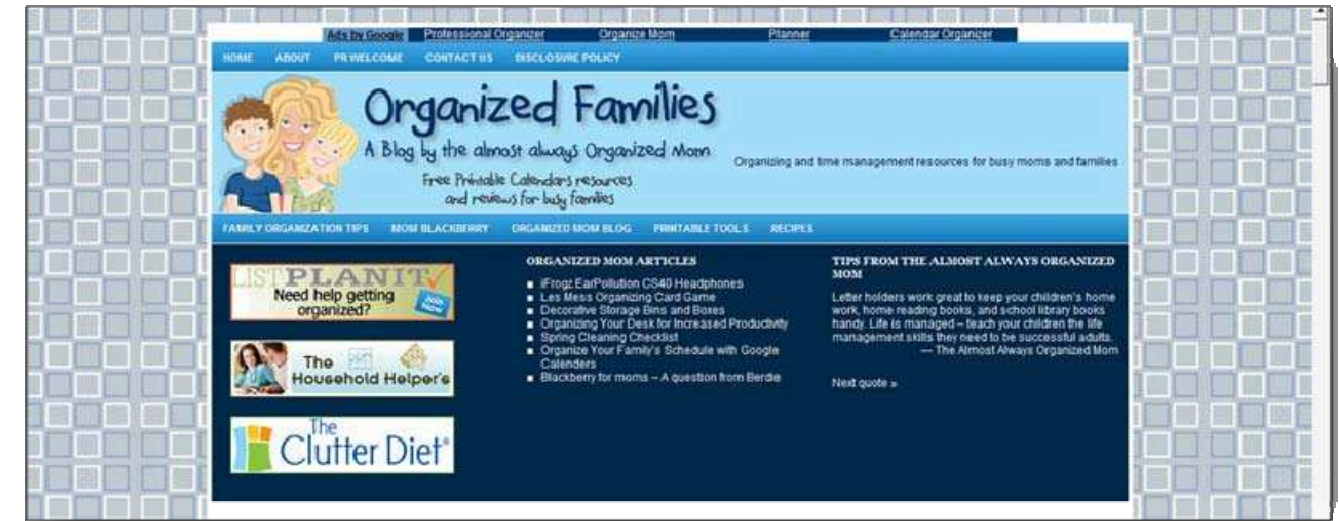 Ads by Google Professional Organizer Organize Mom Planner Calendar Organizer
HOME ABOUT PR WELCOME CONTACT US DISCLOSURE POLICY
Organized Families
A Blog by the almost always Organized Mom
Free Printable Calendars resources
and reviews for busy families
Organizing and time management resources for busy moms and families
FAMILY ORGANIZATION TIPS MOM BLACKBERRY ORGANIZED MOM BLOG PRINTABLE TOOLS RECIPES
LISTPLANIT
Need help getting
organized?
Join
Now
The
Household Helper's
The
Clutter Diet®
ORGANIZED MOM ARTICLES
iFrogz EarPollution CS40 Headphones
Les Mesis Organizing Card Game
Decorative Storage Bins and Boxes
Organizing Your Desk for Increased Productivity
Spring Cleaning Checklist
Organize Your Family's Schedule with Google
Calenders
Blackberry for moms – A question from Berdie
TIPS FROM THE ALMOST ALWAYS ORGANIZED
MOM
Letter holders work great to keep your children's home
work, home reading books, and school library books
handy. Life is managed – teach your children the life
management skills they need to be successful adults.
— The Almost Always Organized Mom
Next quote »